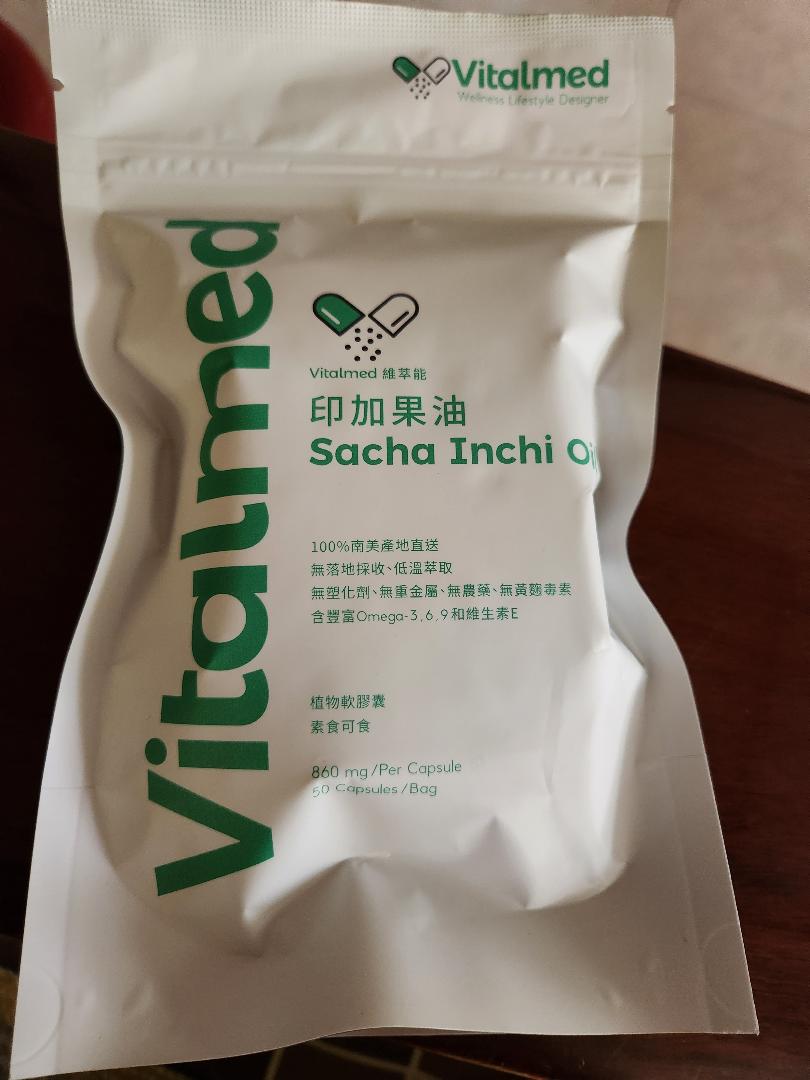 Vitalmed
Wellness Lifestyle Designer
Vitalmed
Vitalmed 維萃能
印加果油
Sacha Inchi Oil
100%南美產地直送
無落地採收、低溫萃取
無塑化劑、無重金屬、無農藥、無黃麴毒素
含豐富Omega-3,6,9和維生素E
植物軟膠囊
素食可食
860 mg/Per Capsule
50 Capsules/Bag